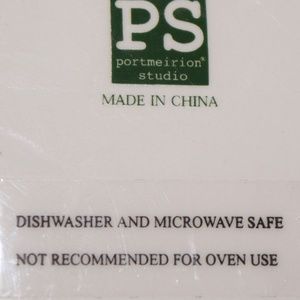 PS
portmeirion®
studio
MADE IN CHINA
DISHWASHER AND MICROWAVE SAFE
NOT RECOMMENDED FOR OVEN USE